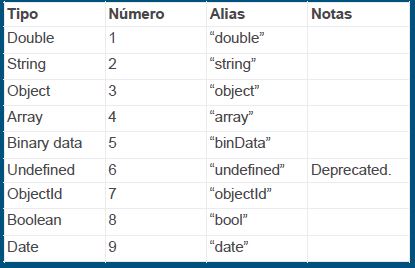 Tipo Número Alias Notas
Double 1 “double”
String 2 “string”
Object 3 “object”
Array 4 “array”
Binary data 5 “binData”
Undefined 6 “undefined” Deprecated.
ObjectId 7 “objectId”
Boolean 8 “bool”
Date 9 “date”